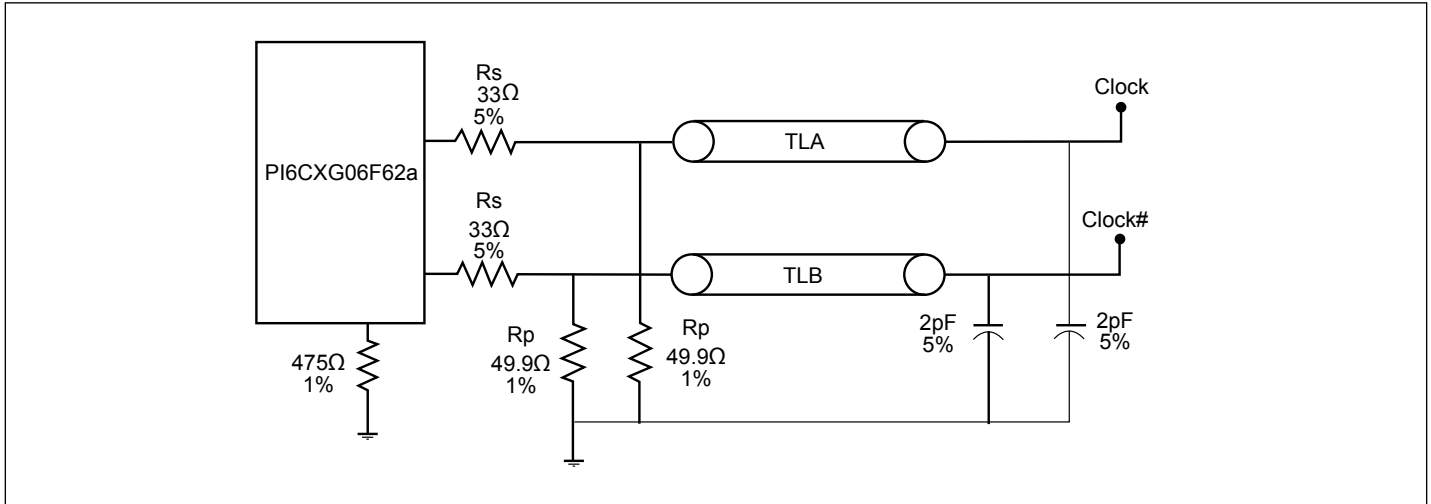 Rs
33Ω
5%
Clock
TLA
PI6CXG06F62a
Rs
33Ω
5%
Clock#
TLB
475Ω
1%
Rp
49.9Ω
1%
Rp
49.9Ω
1%
2pF
5%
2pF
5%